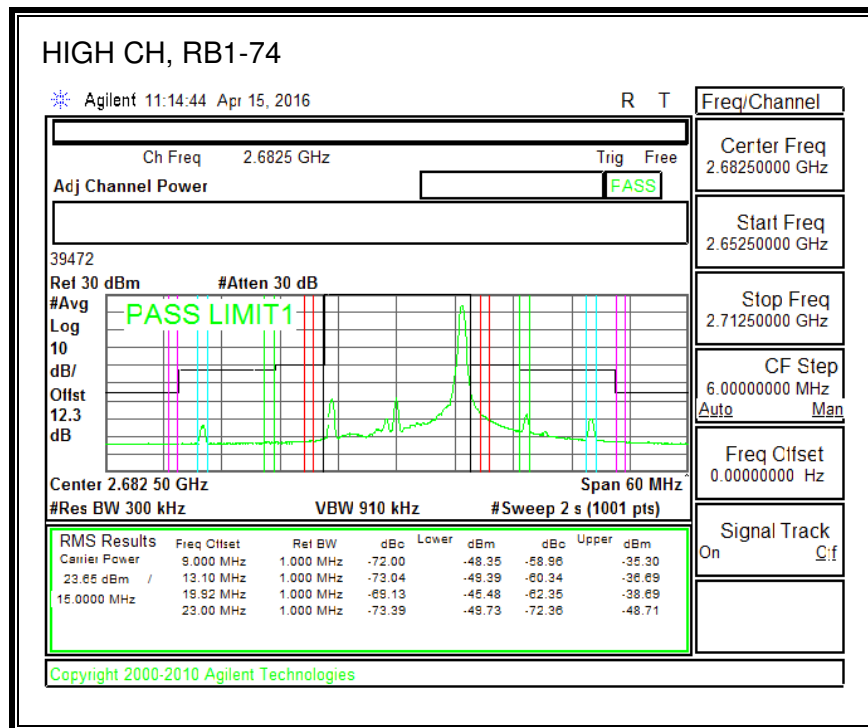 HIGH CH, RB1-74
Agilent 11:14:44 Apr 15, 2016 R T
Ch Freq 2.6825 GHz Trig Free
Adj Channel Power PASS
39472
Ref 30 dBm #Atten 30 dB
#Avg
Log
10
dB/
Offst
12.3
dB
PASS LIMIT1
Center 2.682 50 GHz Span 60 MHz
#Res BW 300 kHz VBW 910 kHz #Sweep 2 s (1001 pts)
RMS Results Freq Offset Ref BW dBc Lower dBm dBc Upper dBm
Carrier Power 9.000 MHz 1.000 MHz -72.00 -48.35 -58.96 -35.30
23.65 dBm / 13.10 MHz 1.000 MHz -73.04 -49.39 -60.34 -36.69
15.0000 MHz 19.92 MHz 1.000 MHz -69.13 -45.48 -62.35 -38.69
23.00 MHz 1.000 MHz -73.39 -49.73 -72.36 -48.71
Copyright 2000-2010 Agilent Technologies
Freq/Channel
Center Freq
2.68250000 GHz
Start Freq
2.65250000 GHz
Stop Freq
2.71250000 GHz
CF Step
6.00000000 MHz
Auto Man
Freq Offset
0.00000000 Hz
Signal Track
On Off